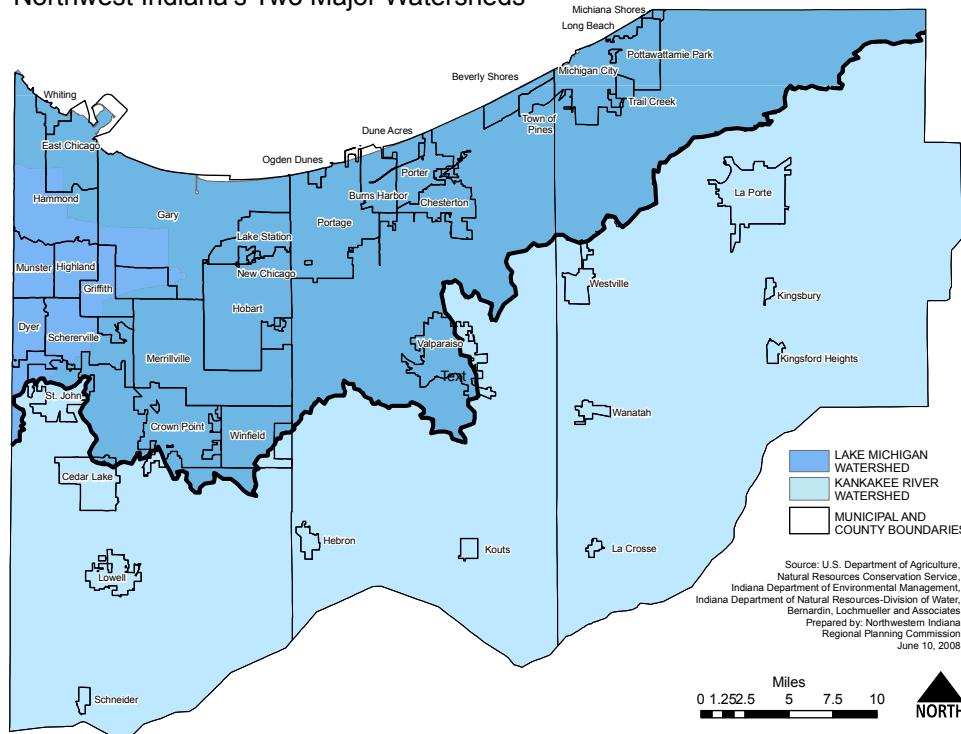 Northwest Indiana's Two Major Watersheds
Michiana Shores
Long Beach
Pottawattamie Park
Michigan City
Beverly Shores
Trail Creek
Town of
Pines
Whiting
East Chicago
Dune Acres
Ogden Dunes
Porter
Burns Harbor
Chesterton
La Porte
Hammond
Gary
Portage
Lake Station
Munster
Highland
New Chicago
Griffith
Westville
Kingsbury
Hobart
Dyer
Schererville
Valparaiso
Merrillville
Kingsford Heights
Text
St. John
Wanatah
Crown Point
Winfield
Cedar Lake
LAKE MICHIGAN
WATERSHED
KANKAKEE RIVER
WATERSHED
MUNICIPAL AND
COUNTY BOUNDARIES
Hebron
Kouts
La Crosse
Lowell
Source: U.S. Department of Agriculture,
Natural Resources Conservation Service,
Indiana Department of Environmental Management,
Indiana Department of Natural Resources-Division of Water,
Bernardin, Lochmueller and Associates
Prepared by: Northwestern Indiana
Regional Planning Commission
June 10, 2008
Schneider
Miles
0 1.25 2.5 5 7.5 10
NORTH